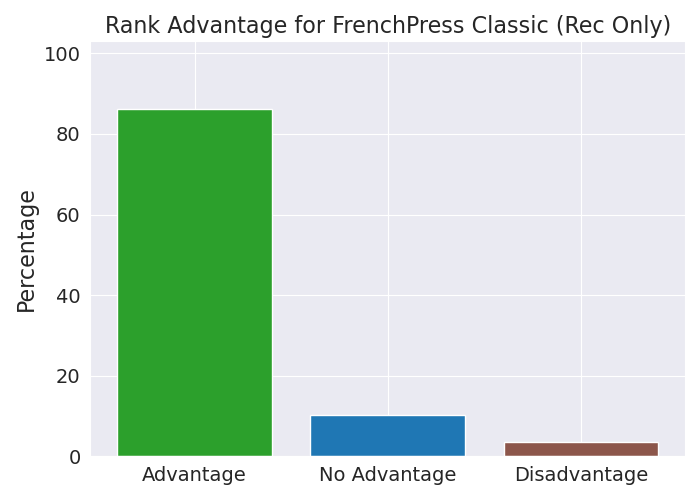 Rank Advantage for FrenchPress Classic (Rec Only)
Percentage
100
80
60
40
20
0
Advantage
No Advantage
Disadvantage